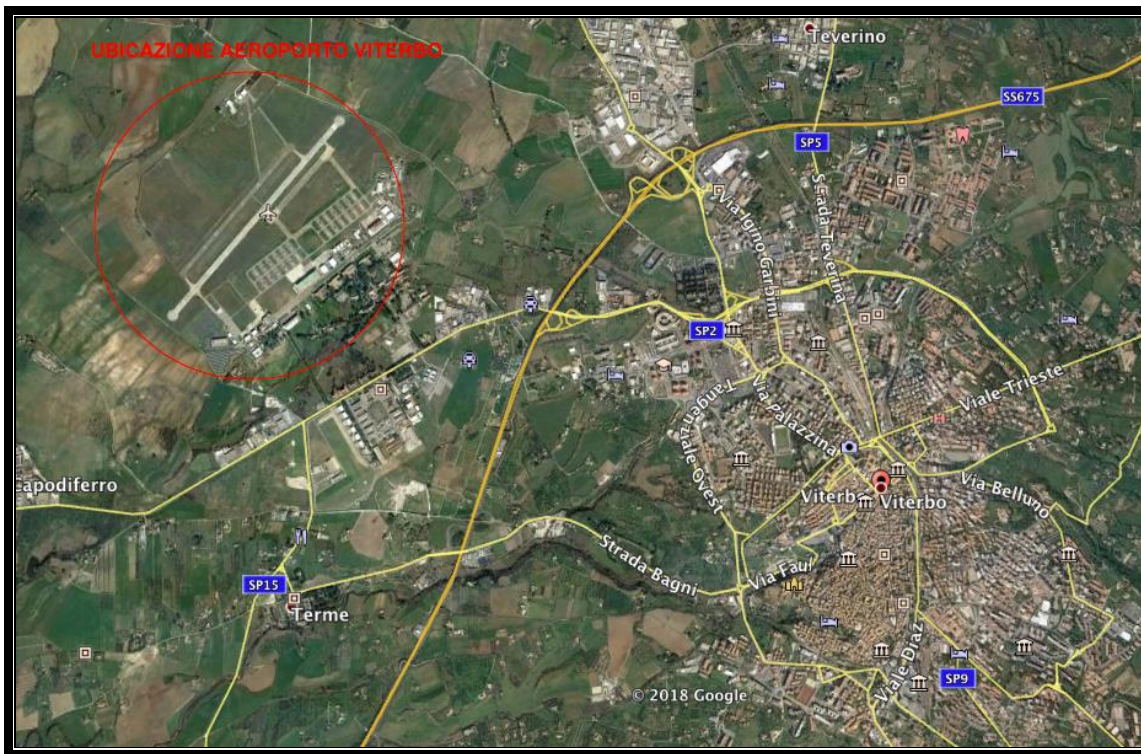 UBICAZIONE AEROPORTO VITERBO
Teverino
SS675
SP5
Strada Teverina
Via Igino Garbini
SP2
Viale Trieste
Tangenziale Ovest
Via Palazzina
Capodiferro
Viterbo
Viterbo
Via Belluno
Strada Bagni
Via Faul
SP15
Terme
Viale Diaz
SP9
© 2018 Google